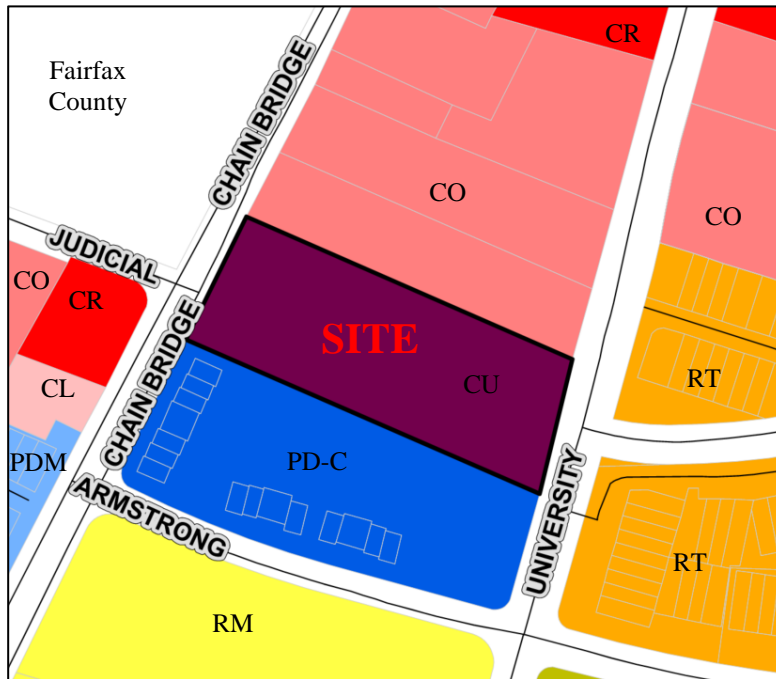 CR
Fairfax
County
CHAIN BRIDGE
CO
CO
JUDICIAL
CO
CR
SITE
CHAIN BRIDGE
CL
CU
RT
PDM
PD-C
UNIVERSITY
ARMSTRONG
RT
RM